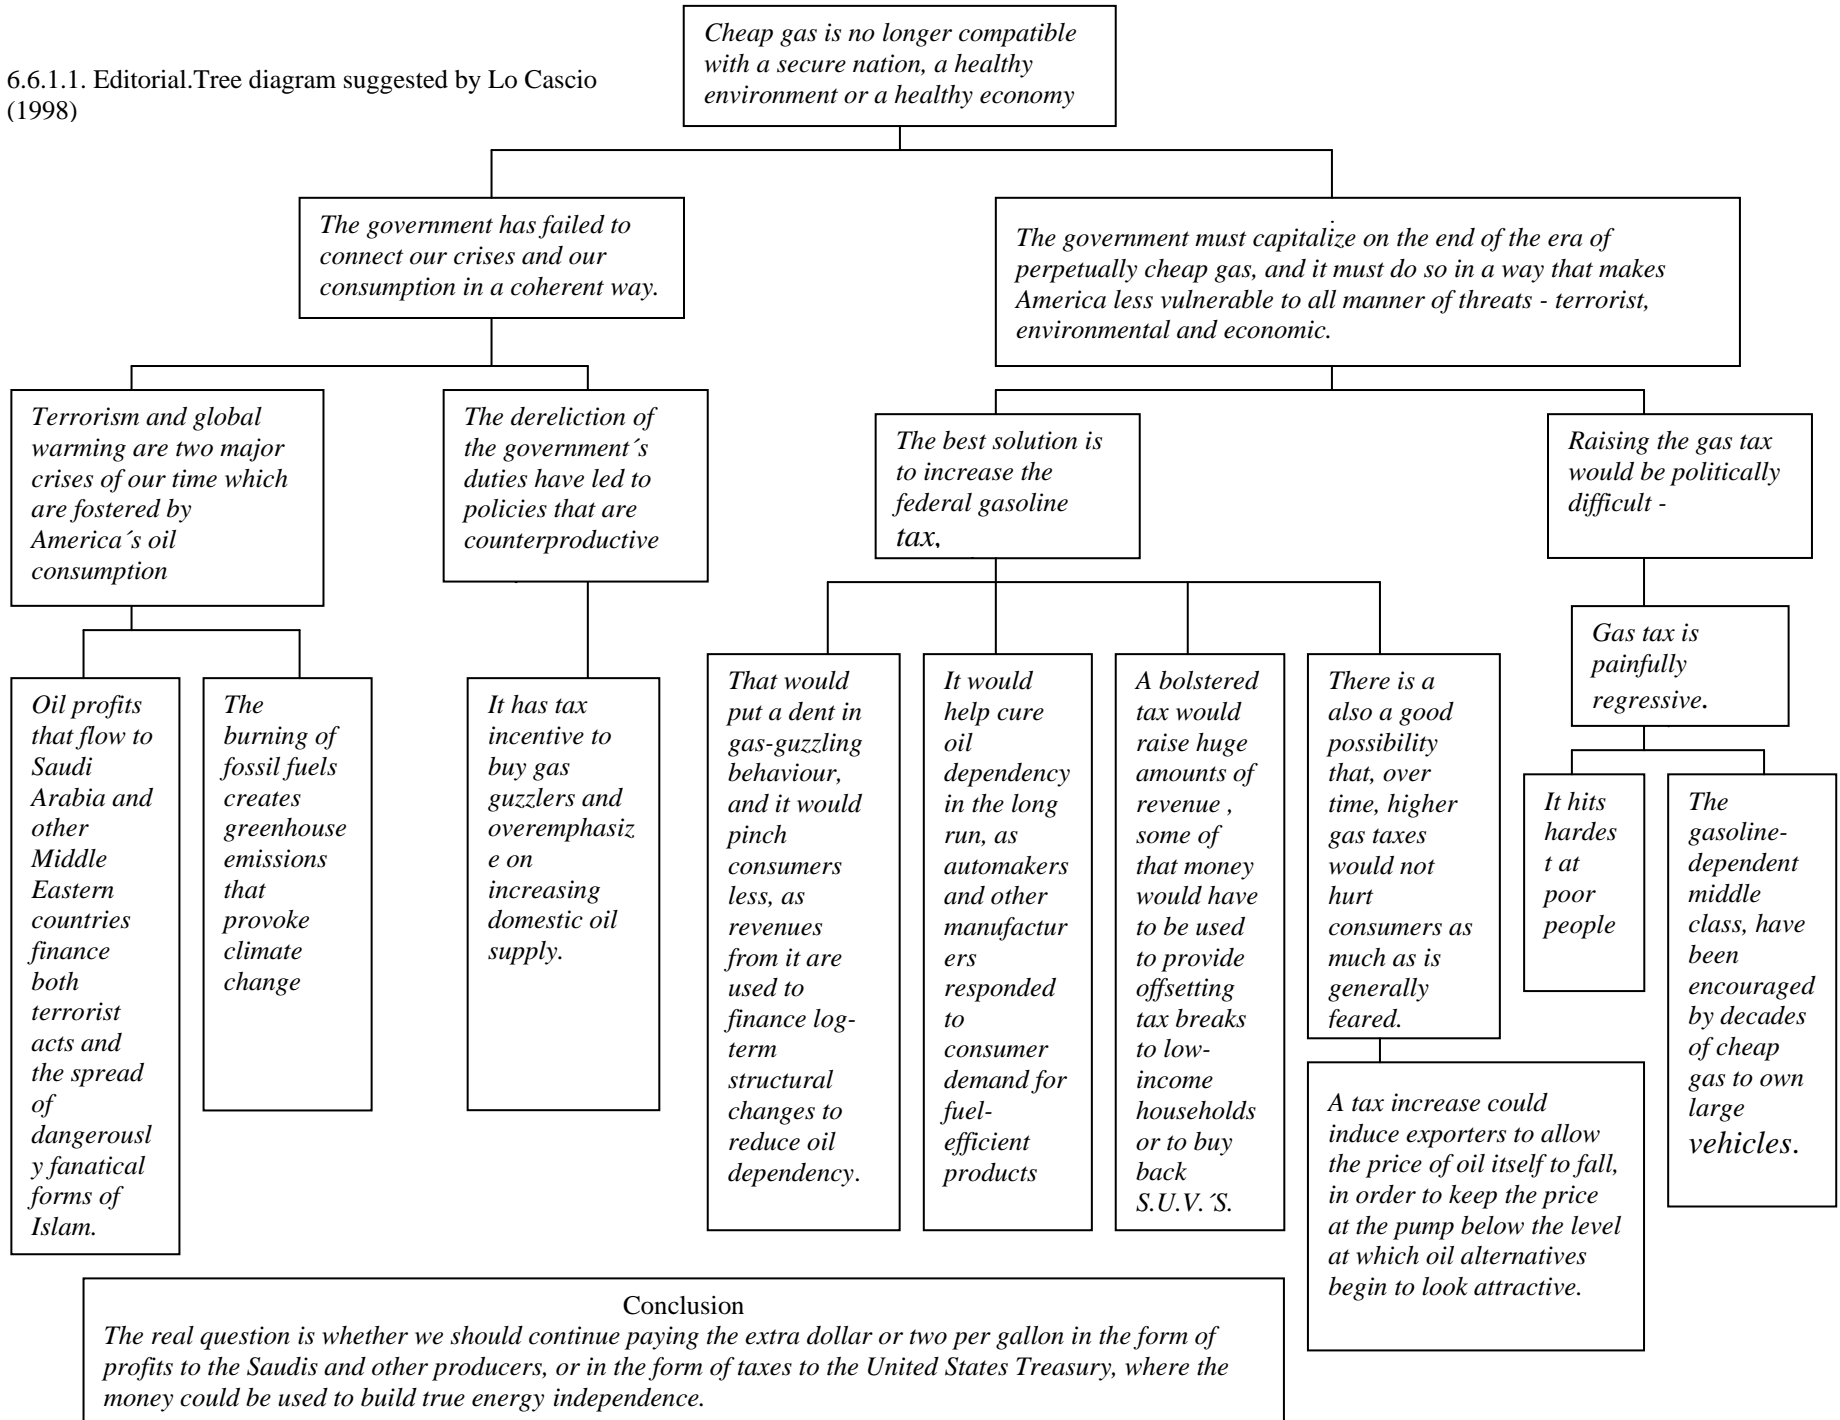 6.6.1.1. Editorial.Tree diagram suggested by Lo Cascio
(1998)
Cheap gas is no longer compatible
with a secure nation, a healthy
environment or a healthy economy
The government has failed to
connect our crises and our
consumption in a coherent way.
The government must capitalize on the end of the era of
perpetually cheap gas, and it must do so in a way that makes
America less vulnerable to all manner of threats - terrorist,
environmental and economic.
Terrorism and global
warming are two major
crises of our time which
are fostered by
America´s oil
consumption
The dereliction of
the government´s
duties have led to
policies that are
counterproductive
The best solution is
to increase the
federal gasoline
tax,
Raising the gas tax
would be politically
difficult -
Gas tax is
painfully
regressive.
Oil profits
that flow to
Saudi
Arabia and
other
Middle
Eastern
countries
finance
both
terrorist
acts and
the spread
of
dangerousl
y fanatical
forms of
Islam.
The
burning of
fossil fuels
creates
greenhouse
emissions
that
provoke
climate
change
It has tax
incentive to
buy gas
guzzlers and
overemphasiz
e on
increasing
domestic oil
supply.
That would
put a dent in
gas-guzzling
behaviour,
and it would
pinch
consumers
less, as
revenues
from it are
used to
finance log-
term
structural
changes to
reduce oil
dependency.
It would
help cure
oil
dependency
in the long
run, as
automakers
and other
manufactur
ers
responded
to
consumer
demand for
fuel-
efficient
products
A bolstered
tax would
raise huge
amounts of
revenue ,
some of
that money
would have
to be used
to provide
offsetting
tax breaks
to low-
income
households
or to buy
back
S.U.V.´S.
There is a
also a good
possibility
that, over
time, higher
gas taxes
would not
hurt
consumers as
much as is
generally
feared.
A tax increase could
induce exporters to allow
the price of oil itself to fall,
in order to keep the price
at the pump below the level
at which oil alternatives
begin to look attractive.
It hits
hardes
t at
poor
people
The
gasoline-
dependent
middle
class, have
been
encouraged
by decades
of cheap
gas to own
large
vehicles.
Conclusion
The real question is whether we should continue paying the extra dollar or two per gallon in the form of
profits to the Saudis and other producers, or in the form of taxes to the United States Treasury, where the
money could be used to build true energy independence.